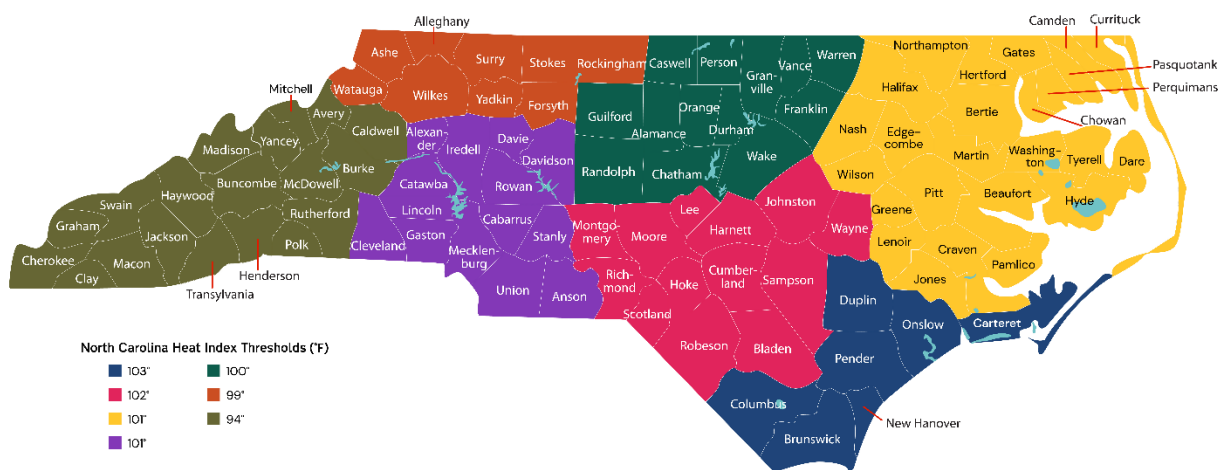 Alleghany
Camden
Currituck
Ashe
Surry
Stokes
Rockingham
Caswell
Person
Gran-
ville
Vance
Warren
Northampton
Gates
Pasquotank
Perquimans
Chowan
Mitchell
Watauga
Wilkes
Yadkin
Forsyth
Guilford
Alamance
Orange
Durham
Franklin
Halifax
Hertford
Bertie
Avery
Caldwell
Alexan-
der
Iredell
Davie
Davidson
Randolph
Chatham
Wake
Nash
Edge-
combe
Martin
Washing-
ton
Tyerell
Dare
Madison
Yancey
Burke
Catawba
Rowan
Wilson
Pitt
Beaufort
Hyde
Haywood
Buncombe
McDowell
Lincoln
Cabarrus
Stanly
Montgo-
mery
Moore
Lee
Harnett
Johnston
Wayne
Greene
Lenoir
Craven
Pamlico
Jones
Swain
Graham
Jackson
Rutherford
Polk
Cleveland
Gaston
Mecklen-
burg
Cherokee
Clay
Macon
Transylvania
Henderson
Union
Anson
Rich-
mond
Scotland
Hoke
Cumber-
land
Sampson
Duplin
Onslow
Carteret
Robeson
Bladen
Pender
Columbus
Brunswick
New Hanover
North Carolina Heat Index Thresholds (°F)
103°
102°
101°
101°
100°
99°
94°